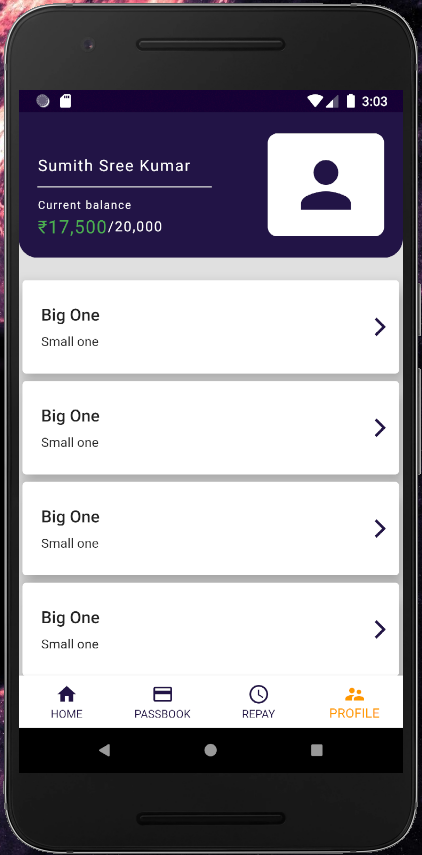 3:03
Sumith Sree Kumar
Current balance
₹17,500/20,000
Big One
Small one
Big One
Small one
Big One
Small one
Big One
Small one
HOME PASSBOOK REPAY PROFILE